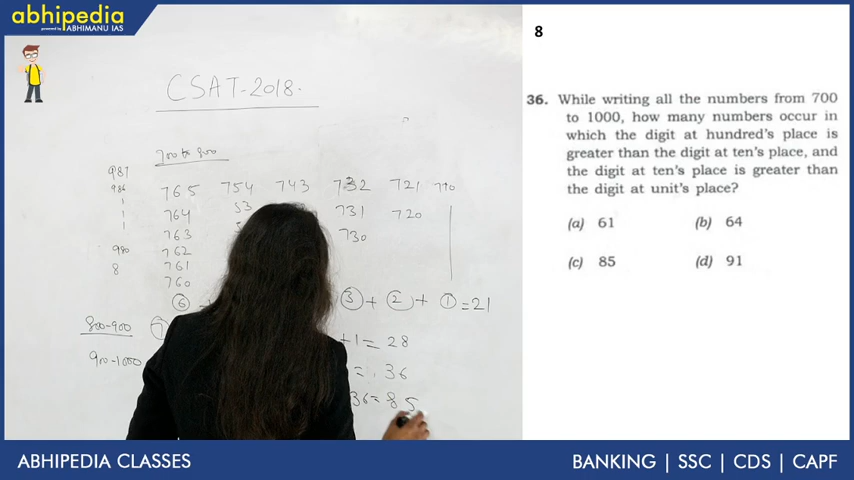 abhipedia
powered by ABHIMANU IAS
CSAT-2018.
700 to 800
987
986
1
1
1
980
8
765 754 743 732 721 710
764 53 731 720
763 730
762
761
760
6 3 + 2 + 1 = 21
800-900 7 +1 = 28
900-1000 = 36
36 = 85
8
36. While writing all the numbers from 700
to 1000, how many numbers occur in
which the digit at hundred's place is
greater than the digit at ten's place, and
the digit at ten's place is greater than
the digit at unit's place?
(a) 61 (b) 64
(c) 85 (d) 91
ABHIPEDIA CLASSES
BANKING | SSC | CDS | CAPF